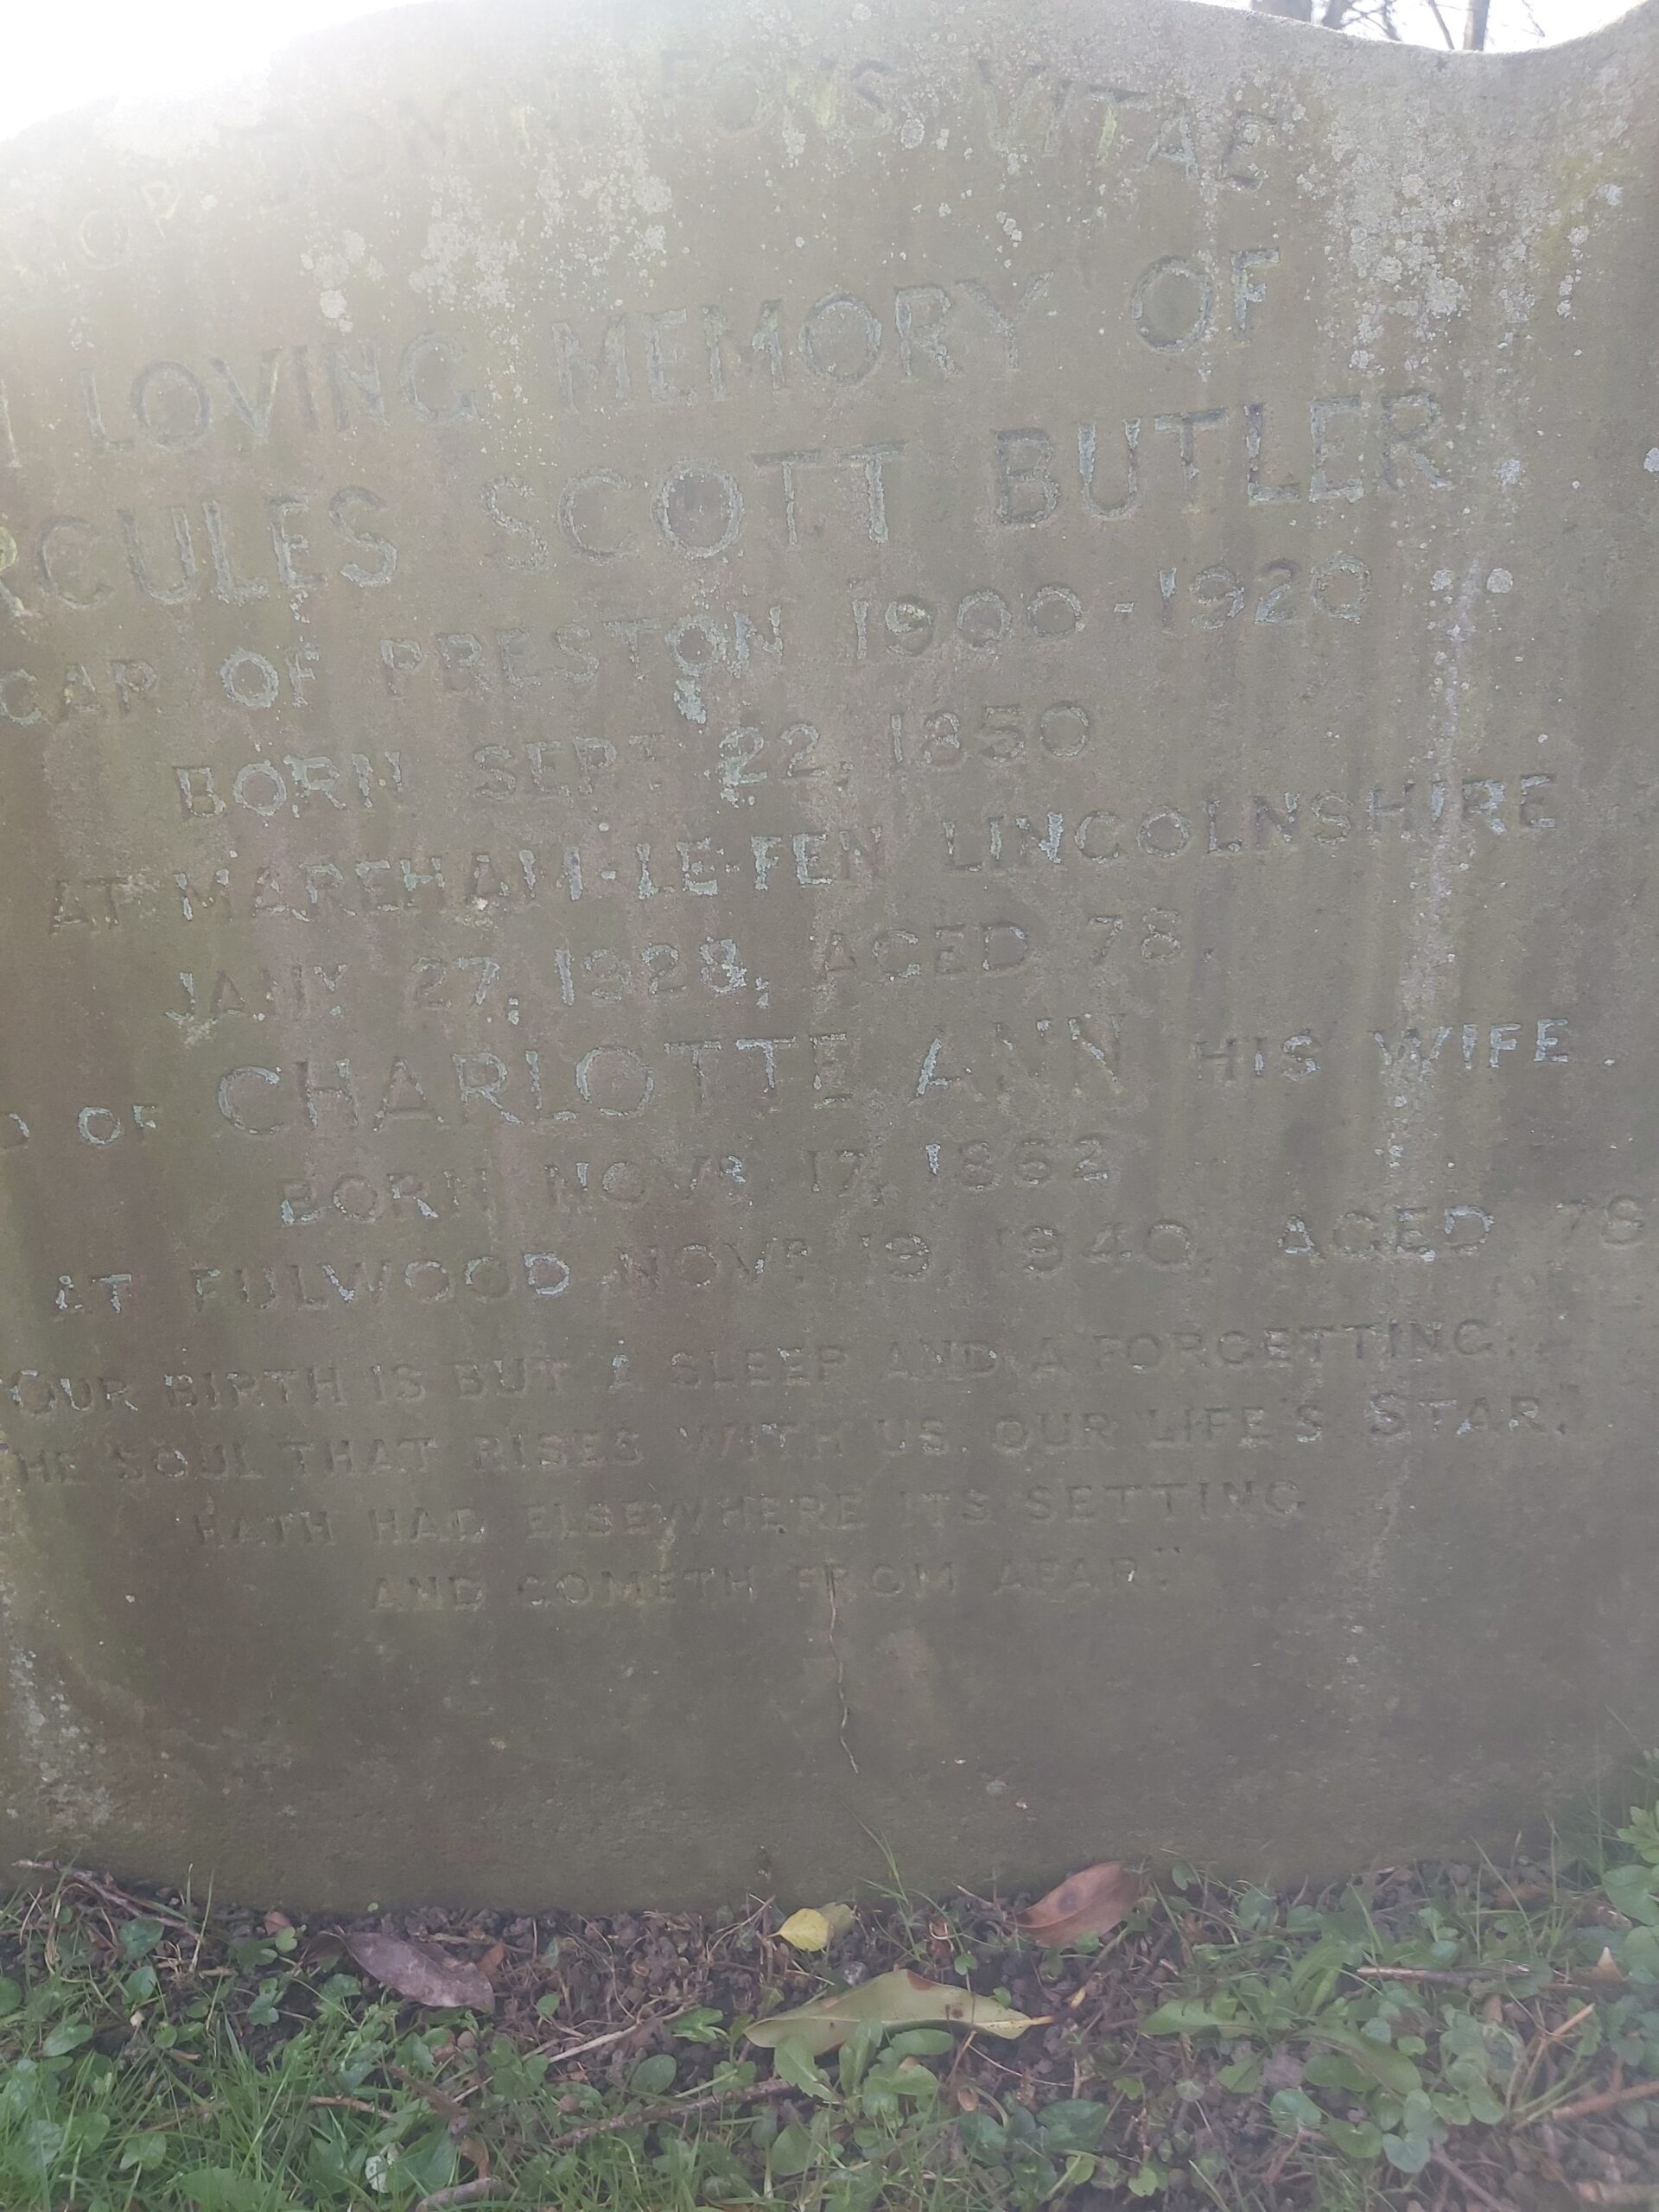 DOMINI FONS VITAE
LOVING MEMORY OF
RCULES SCOTT BUTLER
CAR OF PRESTON 1900-1920
BORN SEPT 22, 1850
AT MAREHAM-LE-FEN LINCOLNSHIRE
JANY 27, 1929, AGED 78.
D OF CHARLOTTE ANN HIS WIFE.
BORN NOVR 17, 1862
AT FULWOOD NOVR 19, 1940, AGED 78
OUR BIRTH IS BUT A SLEEP AND A FORGETTING;
HE SOUL THAT RISES WITH US, OUR LIFE'S STAR,"
HATH HAD ELSEWHERE ITS SETTING
AND COMETH FROM AFAR."